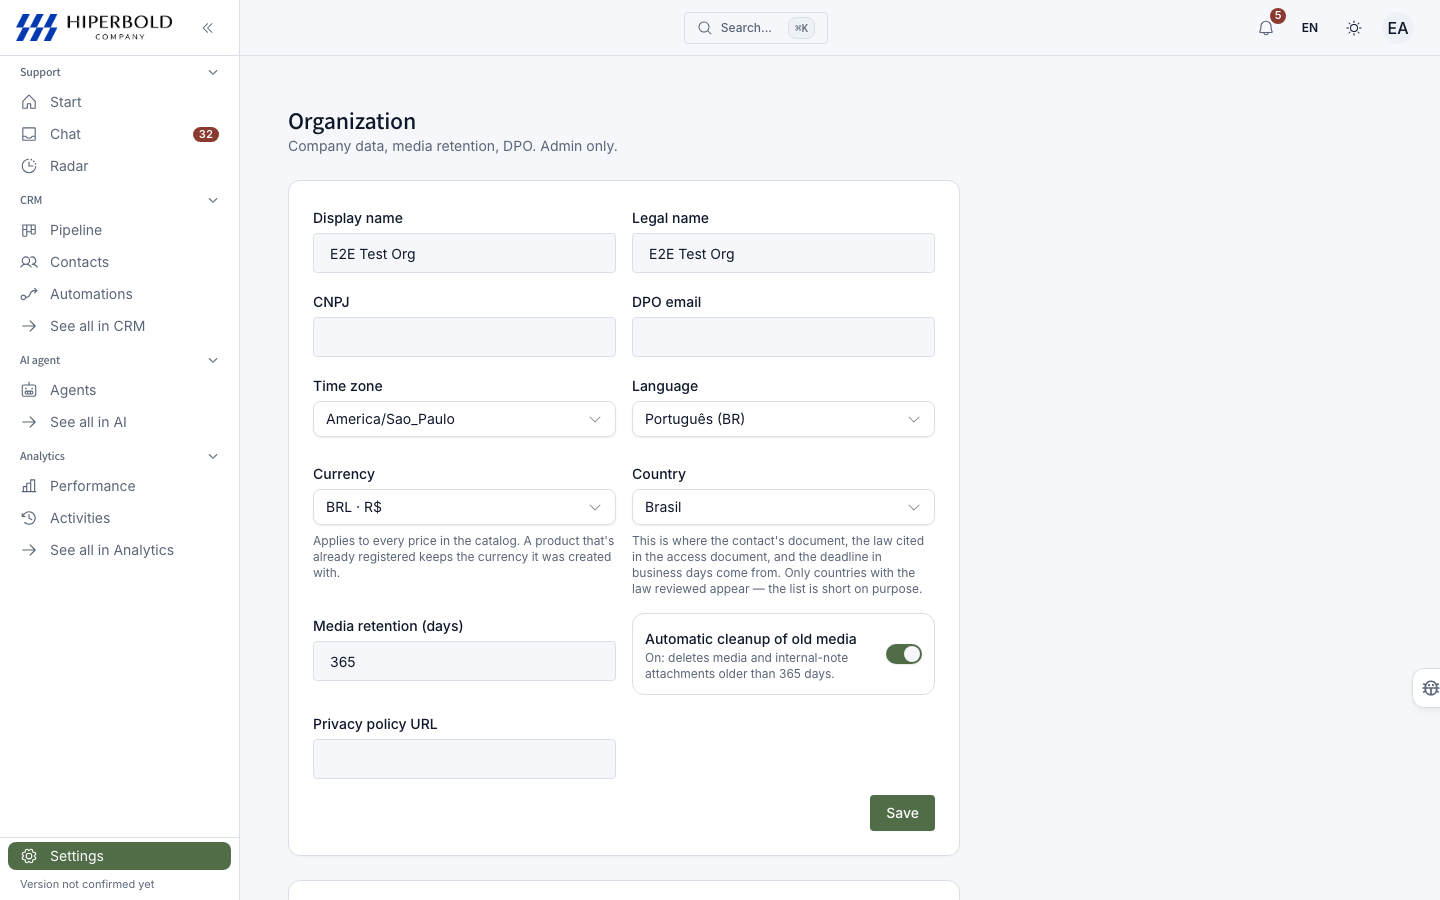 HIPERBOLD
COMPANY
Search...
⌘K
5
EN
EA
Support
Start
Chat
32
Radar
CRM
Pipeline
Contacts
Automations
See all in CRM
AI agent
Agents
See all in AI
Analytics
Performance
Activities
See all in Analytics
Settings
Version not confirmed yet
Organization
Company data, media retention, DPO. Admin only.
Display name
E2E Test Org
Legal name
E2E Test Org
CNPJ
DPO email
Time zone
America/Sao_Paulo
Language
Português (BR)
Currency
BRL · R$
Applies to every price in the catalog. A product that's
already registered keeps the currency it was created
with.
Country
Brasil
This is where the contact's document, the law cited
in the access document, and the deadline in
business days come from. Only countries with the
law reviewed appear — the list is short on purpose.
Media retention (days)
365
Automatic cleanup of old media
On: deletes media and internal-note
attachments older than 365 days.
Privacy policy URL
Save